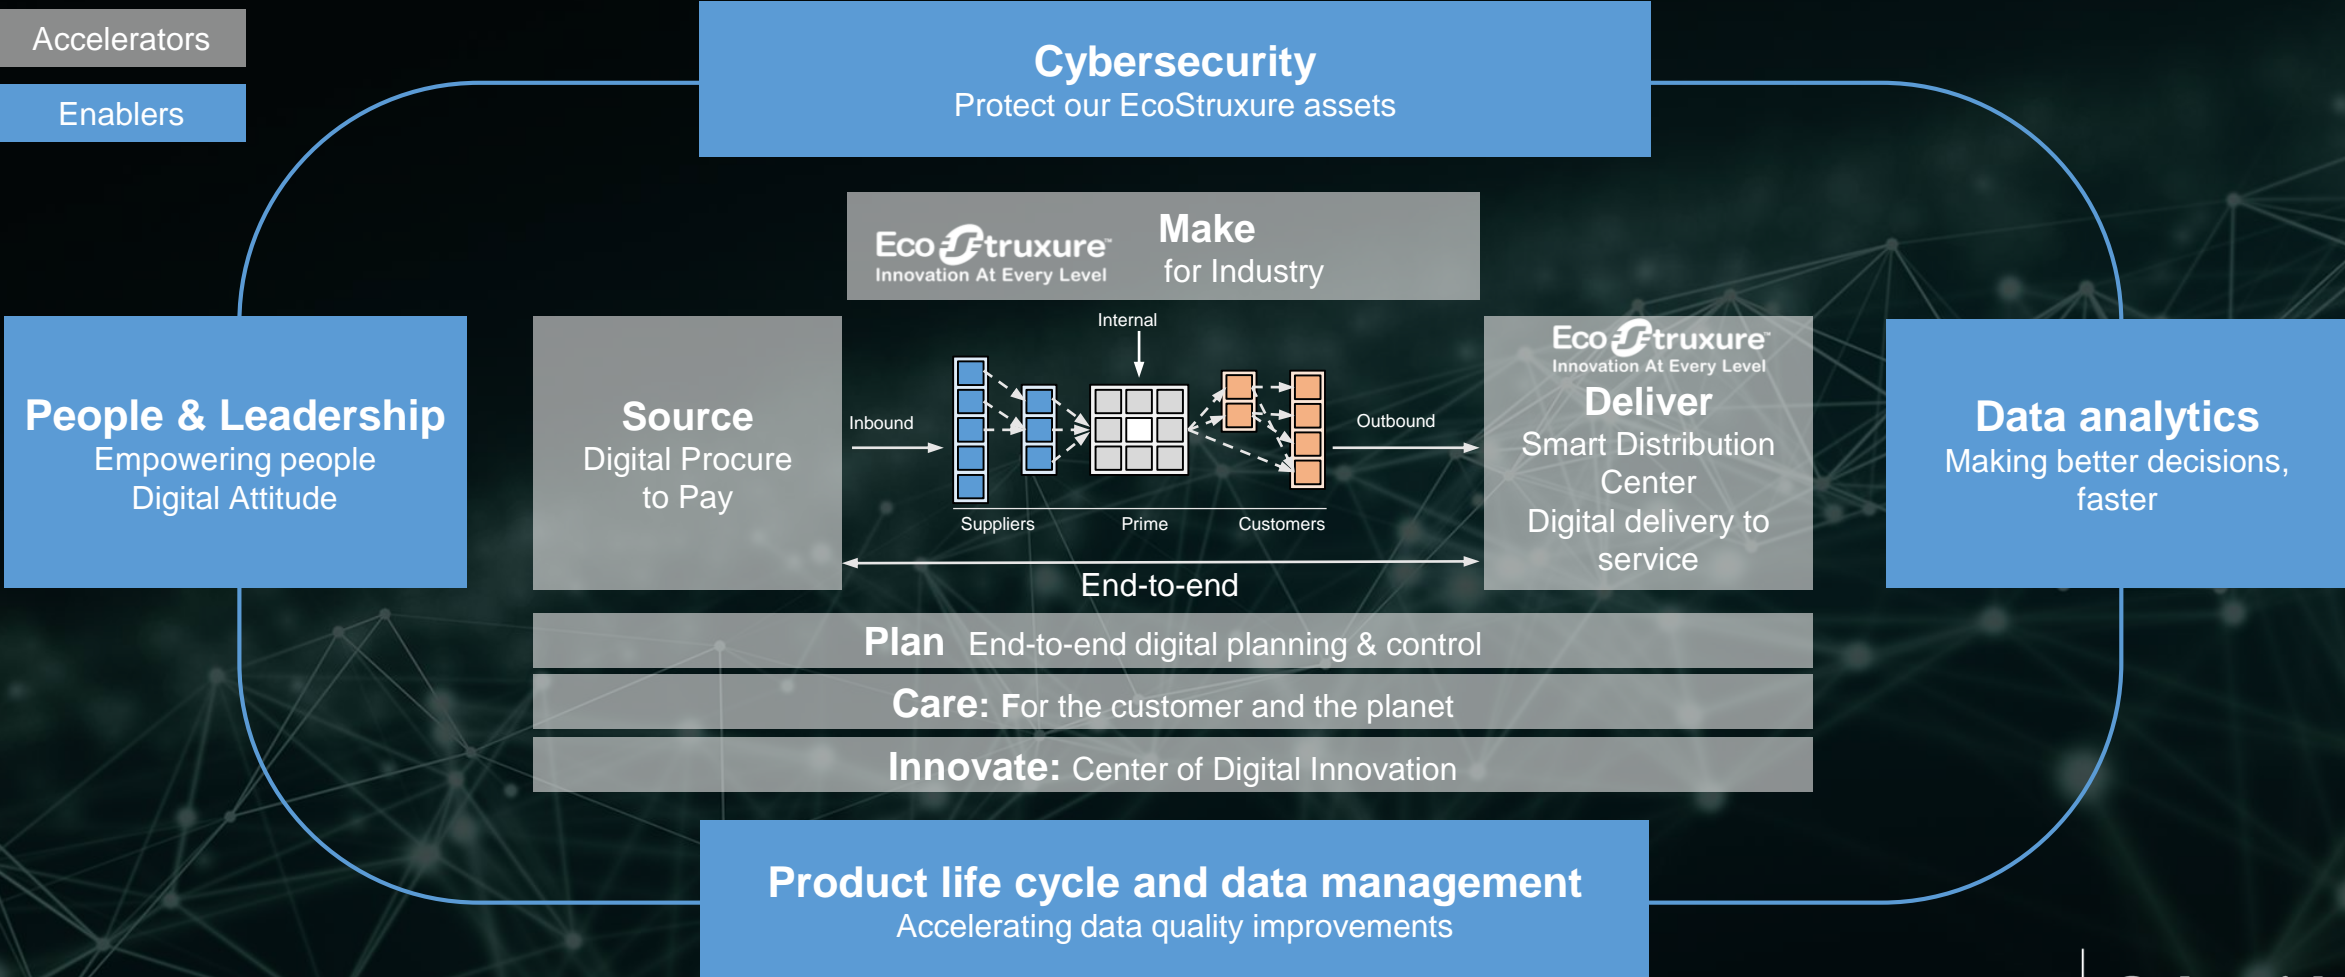 Accelerators
Enablers
Cybersecurity
Protect our EcoStruxure assets
EcoStruxure™
Innovation At Every Level
Make
for Industry
People & Leadership
Empowering people
Digital Attitude
Source
Digital Procure
to Pay
Internal
Inbound
Outbound
Suppliers
Prime
Customers
End-to-end
EcoStruxure™
Innovation At Every Level
Deliver
Smart Distribution
Center
Digital delivery to
service
Data analytics
Making better decisions,
faster
Plan End-to-end digital planning & control
Care: For the customer and the planet
Innovate: Center of Digital Innovation
Product life cycle and data management
Accelerating data quality improvements